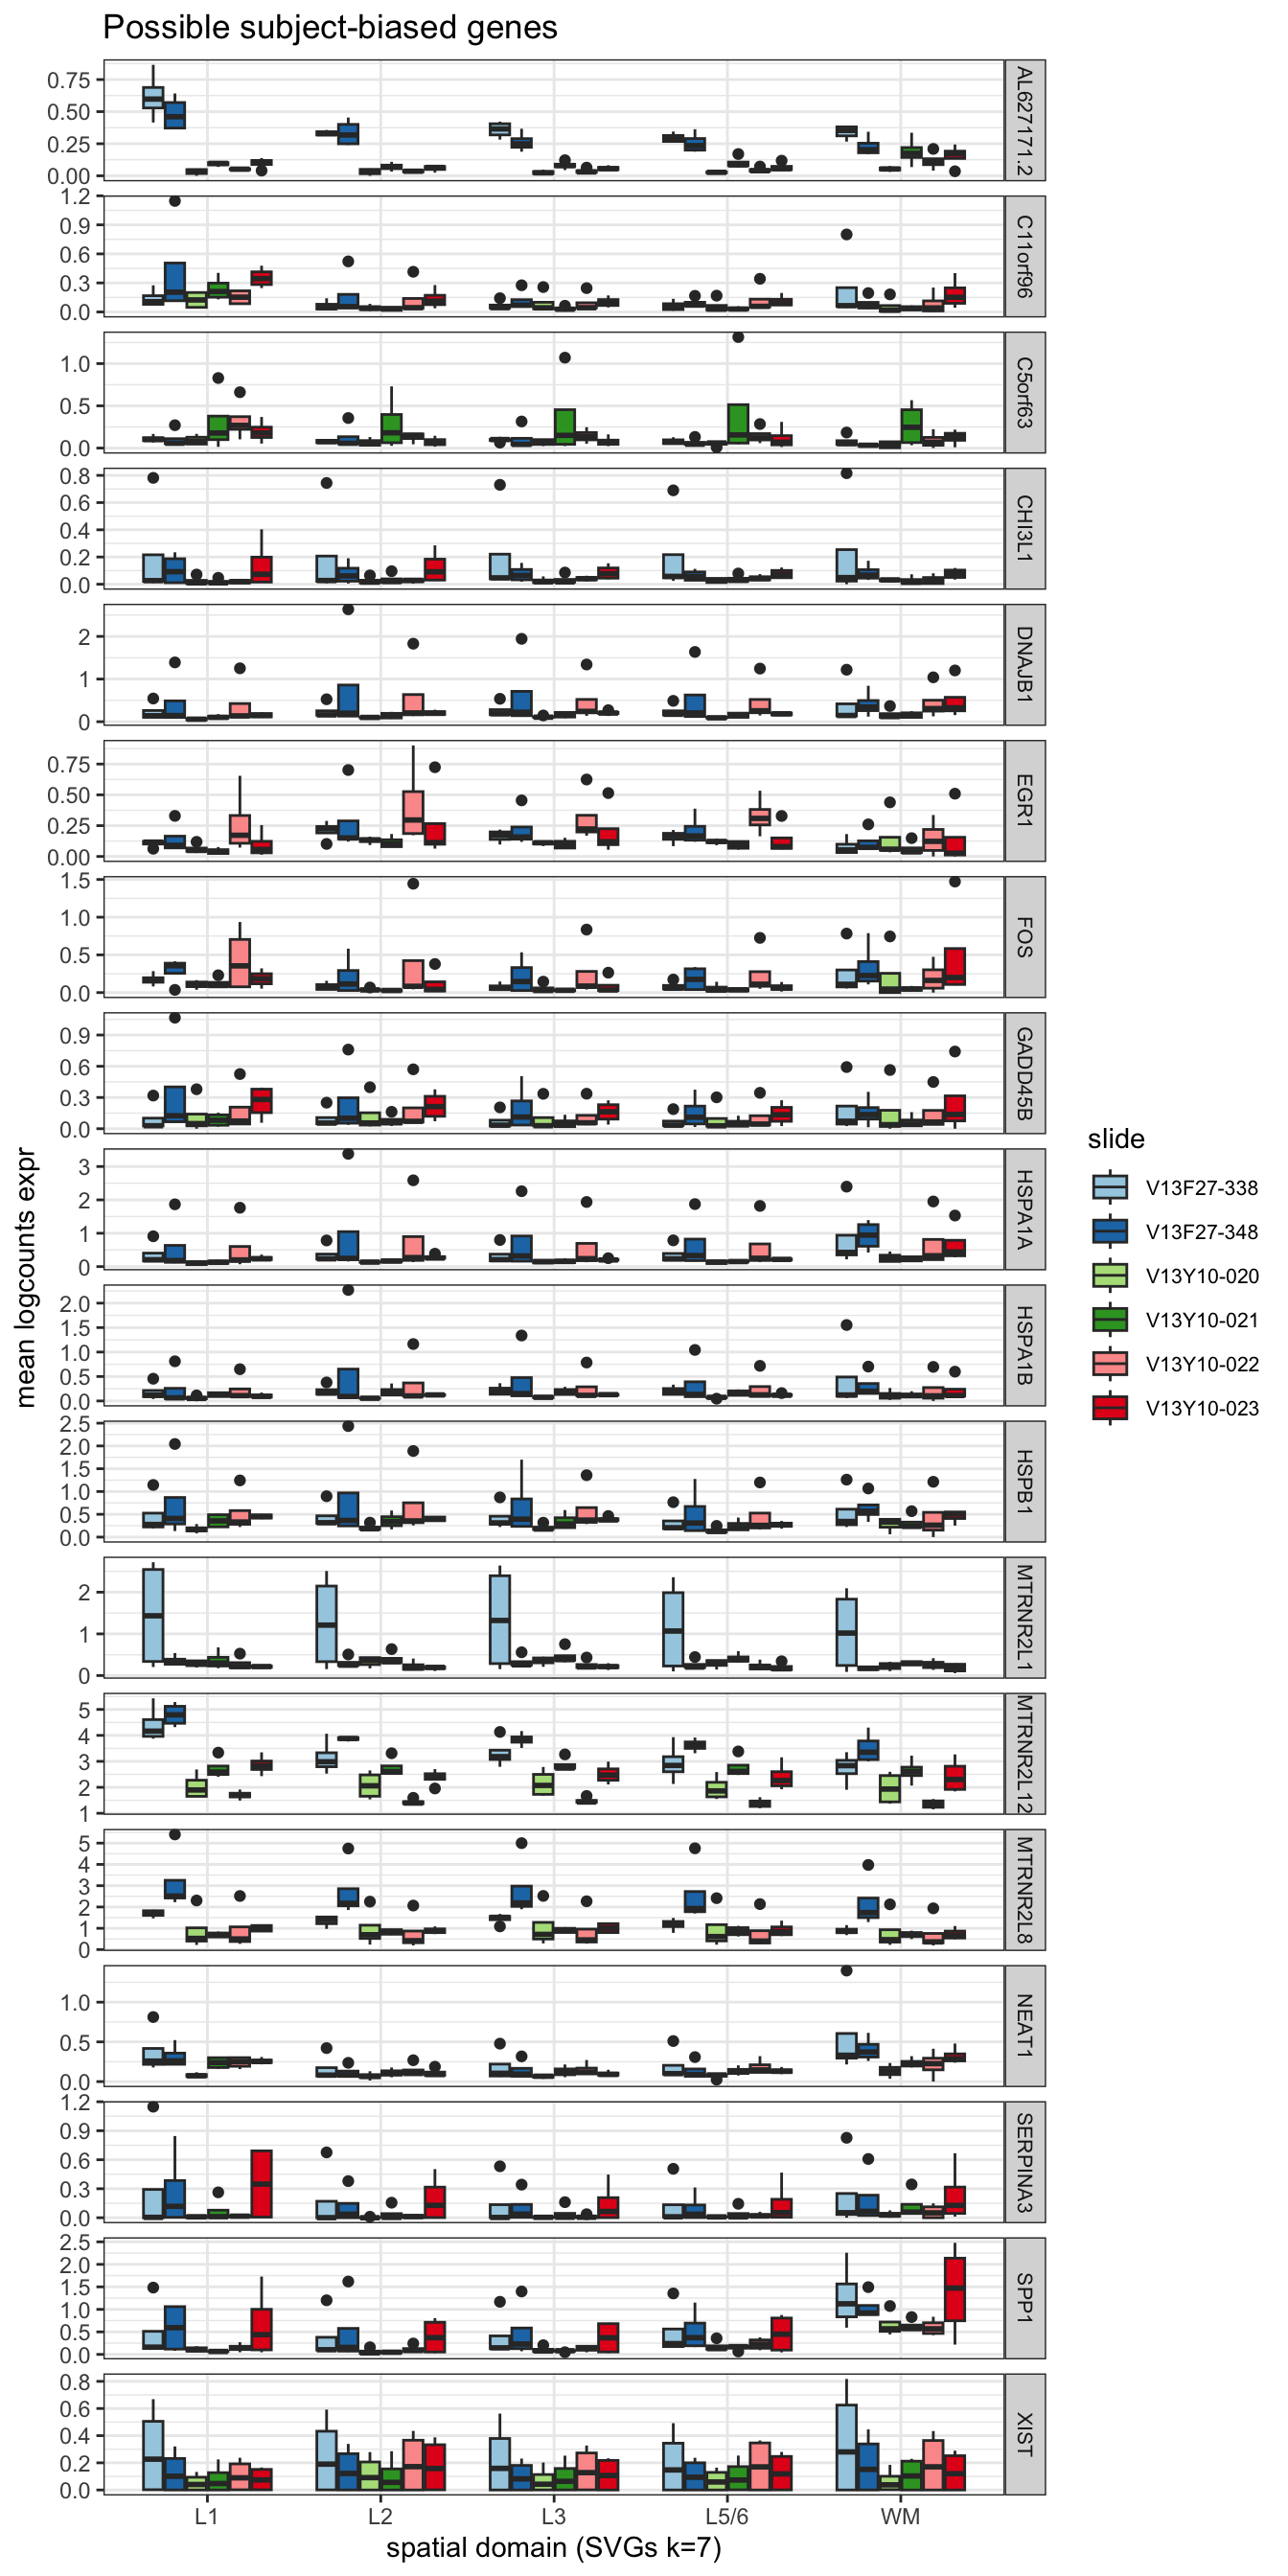 Possible subject-biased genes
0.75
0.50
0.25
0.00
AL627171.2
1.2
0.9
0.6
0.3
0.0
C11orf96
1.0
0.5
0.0
C5orf63
0.8
0.6
0.4
0.2
0.0
CHI3L1
2
1
0
DNAJB1
0.75
0.50
0.25
0.00
EGR1
1.5
1.0
0.5
0.0
FOS
0.9
0.6
0.3
0.0
GADD45B
3
2
1
0
HSPA1A
2.0
1.5
1.0
0.5
0.0
HSPA1B
2.5
2.0
1.5
1.0
0.5
0.0
HSPB1
2
1
0
MTRNR2L1
5
4
3
2
1
MTRNR2L12
5
4
3
2
1
0
MTRNR2L8
1.0
0.5
0.0
NEAT1
1.2
0.9
0.6
0.3
0.0
SERPINA3
2.5
2.0
1.5
1.0
0.5
0.0
SPP1
0.8
0.6
0.4
0.2
0.0
XIST
L1
L2
L3
L5/6
WM
spatial domain (SVGs k=7)
mean logcounts expr
slide
V13F27-338
V13F27-348
V13Y10-020
V13Y10-021
V13Y10-022
V13Y10-023